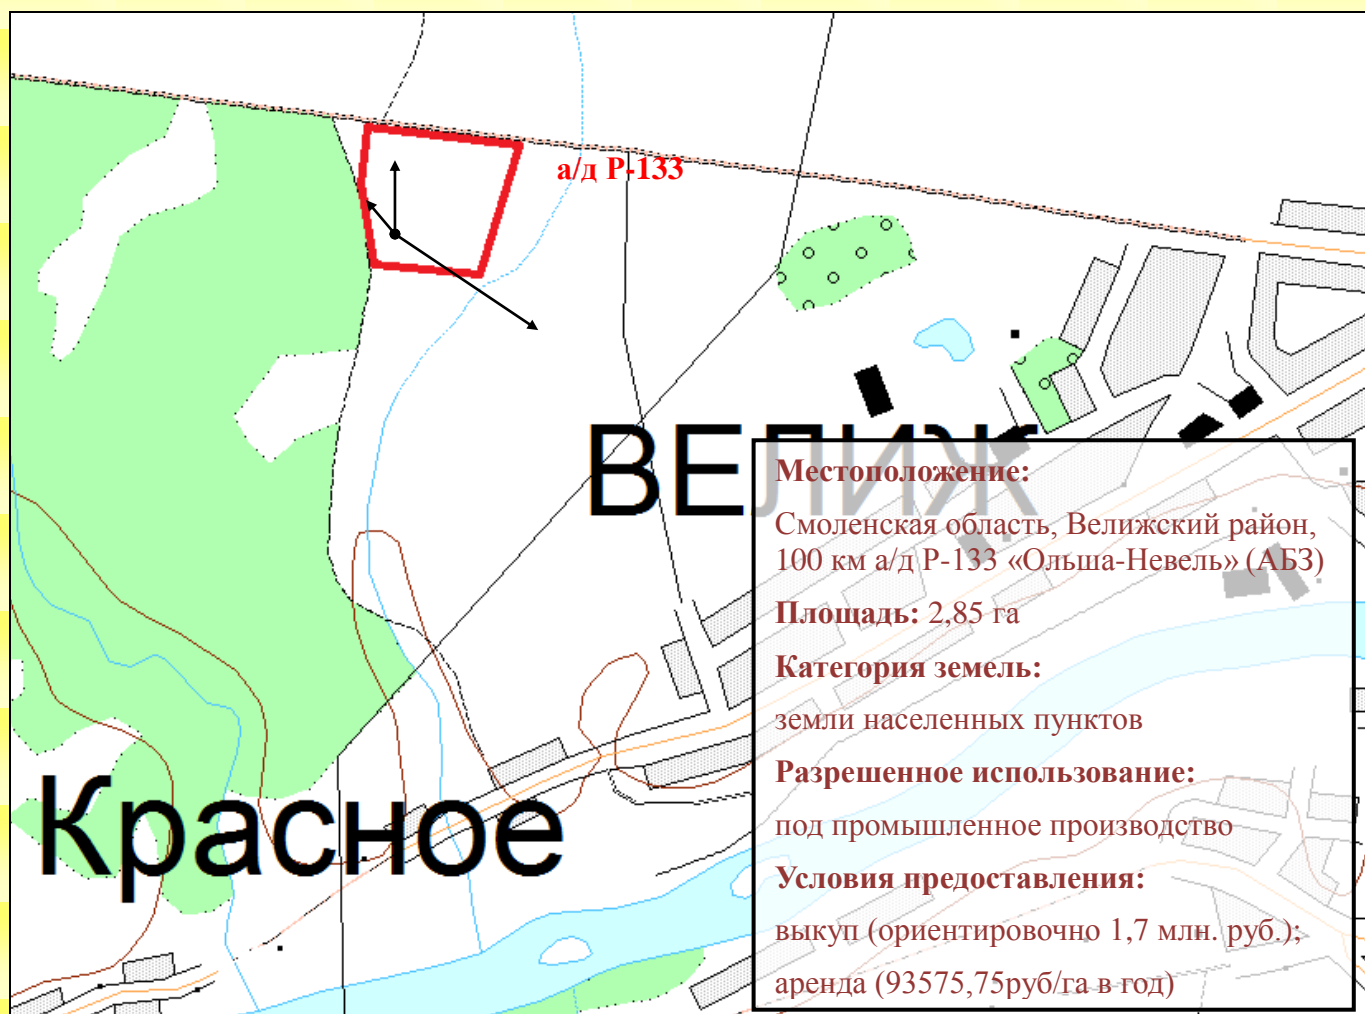 а/д Р-133
ВЕЛИЖ
Местоположение:
Смоленская область, Велижский район,
100 км а/д Р-133 «Ольша-Невель» (АБЗ)
Площадь: 2,85 га
Категория земель:
земли населенных пунктов
Разрешенное использование:
под промышленное производство
Условия предоставления:
выкуп (ориентировочно 1,7 млн. руб.);
аренда (93575,75руб/га в год)
Красное